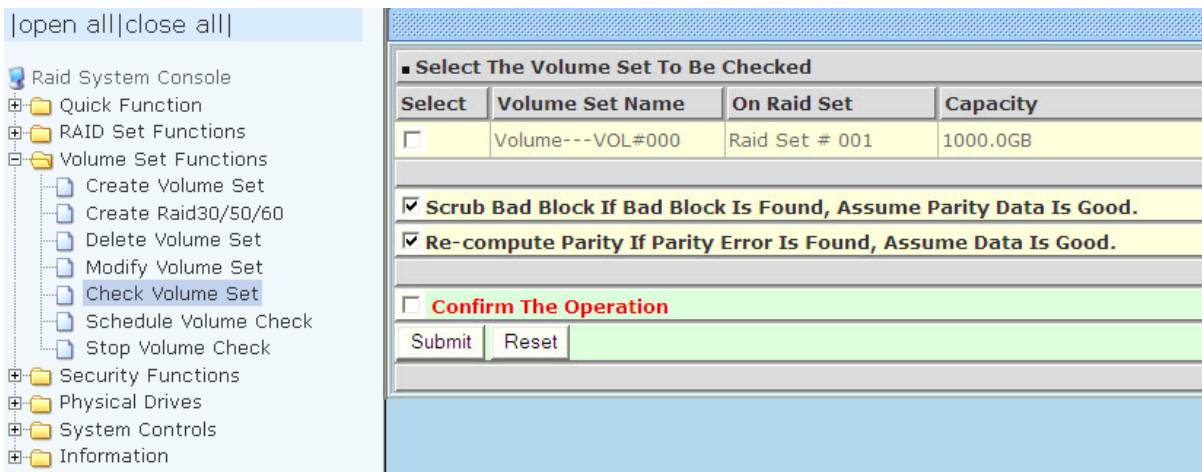 |open all|close all|
Raid System Console
Quick Function
RAID Set Functions
Volume Set Functions
Create Volume Set
Create Raid30/50/60
Delete Volume Set
Modify Volume Set
Check Volume Set
Schedule Volume Check
Stop Volume Check
Security Functions
Physical Drives
System Controls
Information
Select The Volume Set To Be Checked
Select Volume Set Name On Raid Set Capacity
Volume---VOL#000 Raid Set # 001 1000.0GB
Scrub Bad Block If Bad Block Is Found, Assume Parity Data Is Good.
Re-compute Parity If Parity Error Is Found, Assume Data Is Good.
Confirm The Operation
Submit Reset